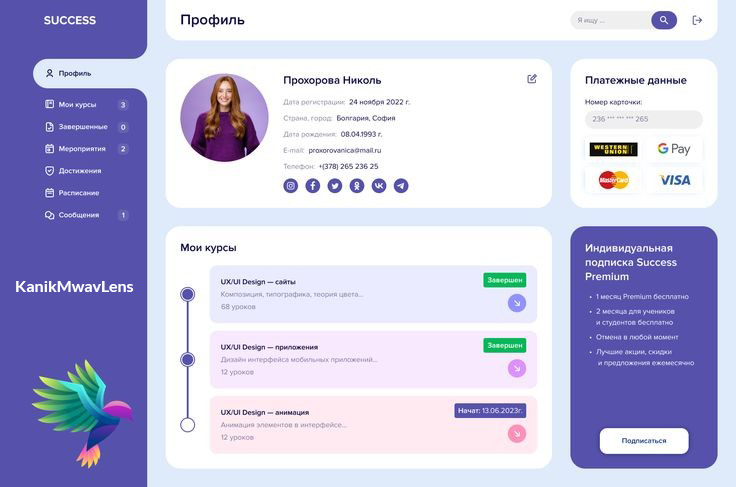 SUCCESS
Профиль
Я ищу ...
Профиль
Мои курсы 3
Завершенные 0
Мероприятия 2
Достижения
Расписание
Сообщения 1
KanikMwavLens
Прохорова Николь
Дата регистрации: 24 ноября 2022 г.
Страна, город: Болгария, София
Дата рождения: 08.04.1993 г.
E-mail: proxorovanica@mail.ru
Телефон: +(378) 265 236 25
Платежные данные
Номер карточки:
236 *** *** *** 265
WESTERN UNION
G Pay
MasterCard
VISA
Мои курсы
UX/UI Design — сайты
Завершен
Композиция, типографика, теория цвета...
68 уроков
UX/UI Design — приложения
Завершен
Дизайн интерфейса мобильных приложений...
12 уроков
UX/UI Design — анимация
Начат: 13.06.2023г.
Анимация элементов в интерфейсе...
12 уроков
Индивидуальная
подписка Success
Premium
• 1 месяц Premium бесплатно
• 2 месяца для учеников
и студентов бесплатно
• Отмена в любой момент
• Лучшие акции, скидки
и предложения ежемесячно
Подписаться